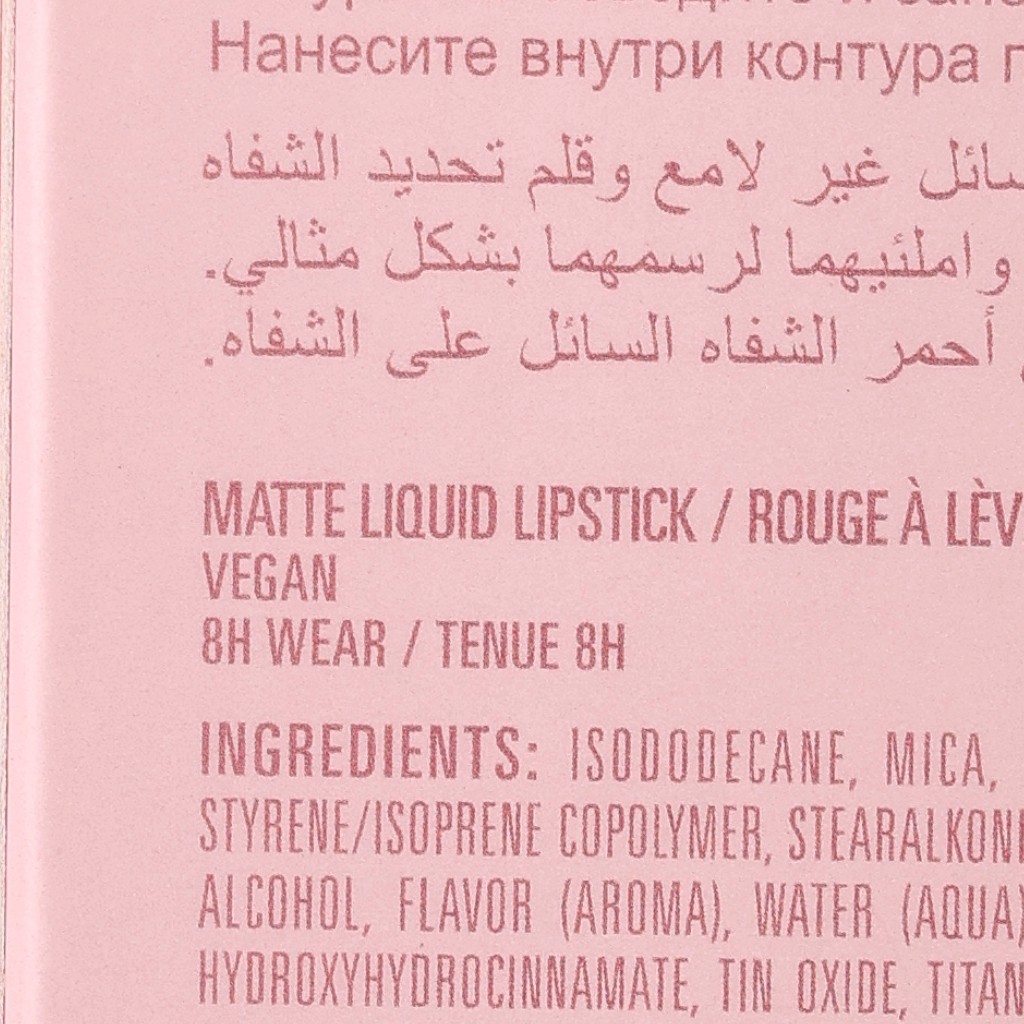 Нанесите внутри контура
غير لامع وقلم تحديد الشفاه
واملئيهما لرسمهما بشكل مثالي.
أحمر الشفاه السائل على الشفاه.
MATTE LIQUID LIPSTICK / ROUGE À LÈV
VEGAN
8H WEAR / TENUE 8H
INGREDIENTS: ISODODECANE, MICA,
STYRENE/ISOPRENE COPOLYMER, STEARALKON
ALCOHOL, FLAVOR (AROMA), WATER (AQUA)
HYDROXYHYDROCINNAMATE, TIN OXIDE, TITAN